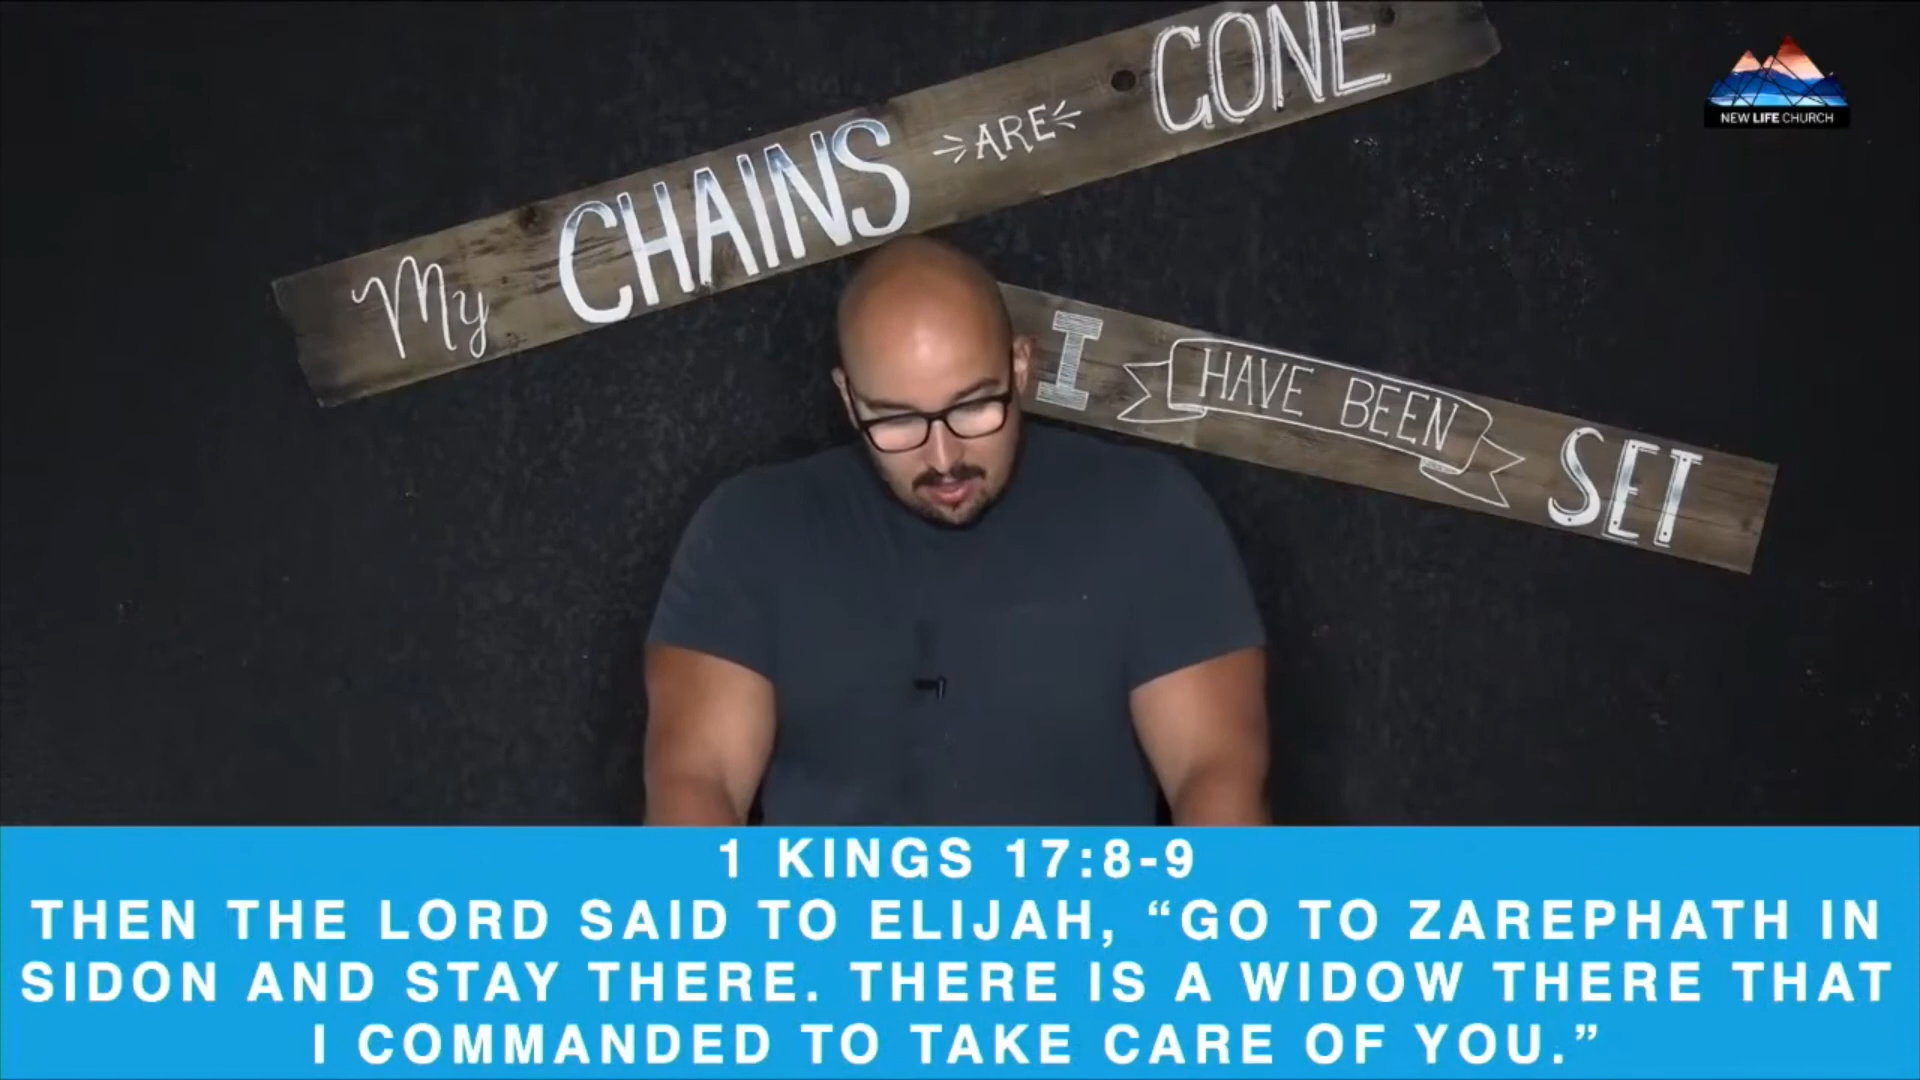 My CHAINS ARE GONE
NEW LIFE CHURCH
I HAVE BEEN SET
1 KINGS 17:8-9
THEN THE LORD SAID TO ELIJAH, “GO TO ZAREPHATH IN
SIDON AND STAY THERE. THERE IS A WIDOW THERE THAT
I COMMANDED TO TAKE CARE OF YOU.”